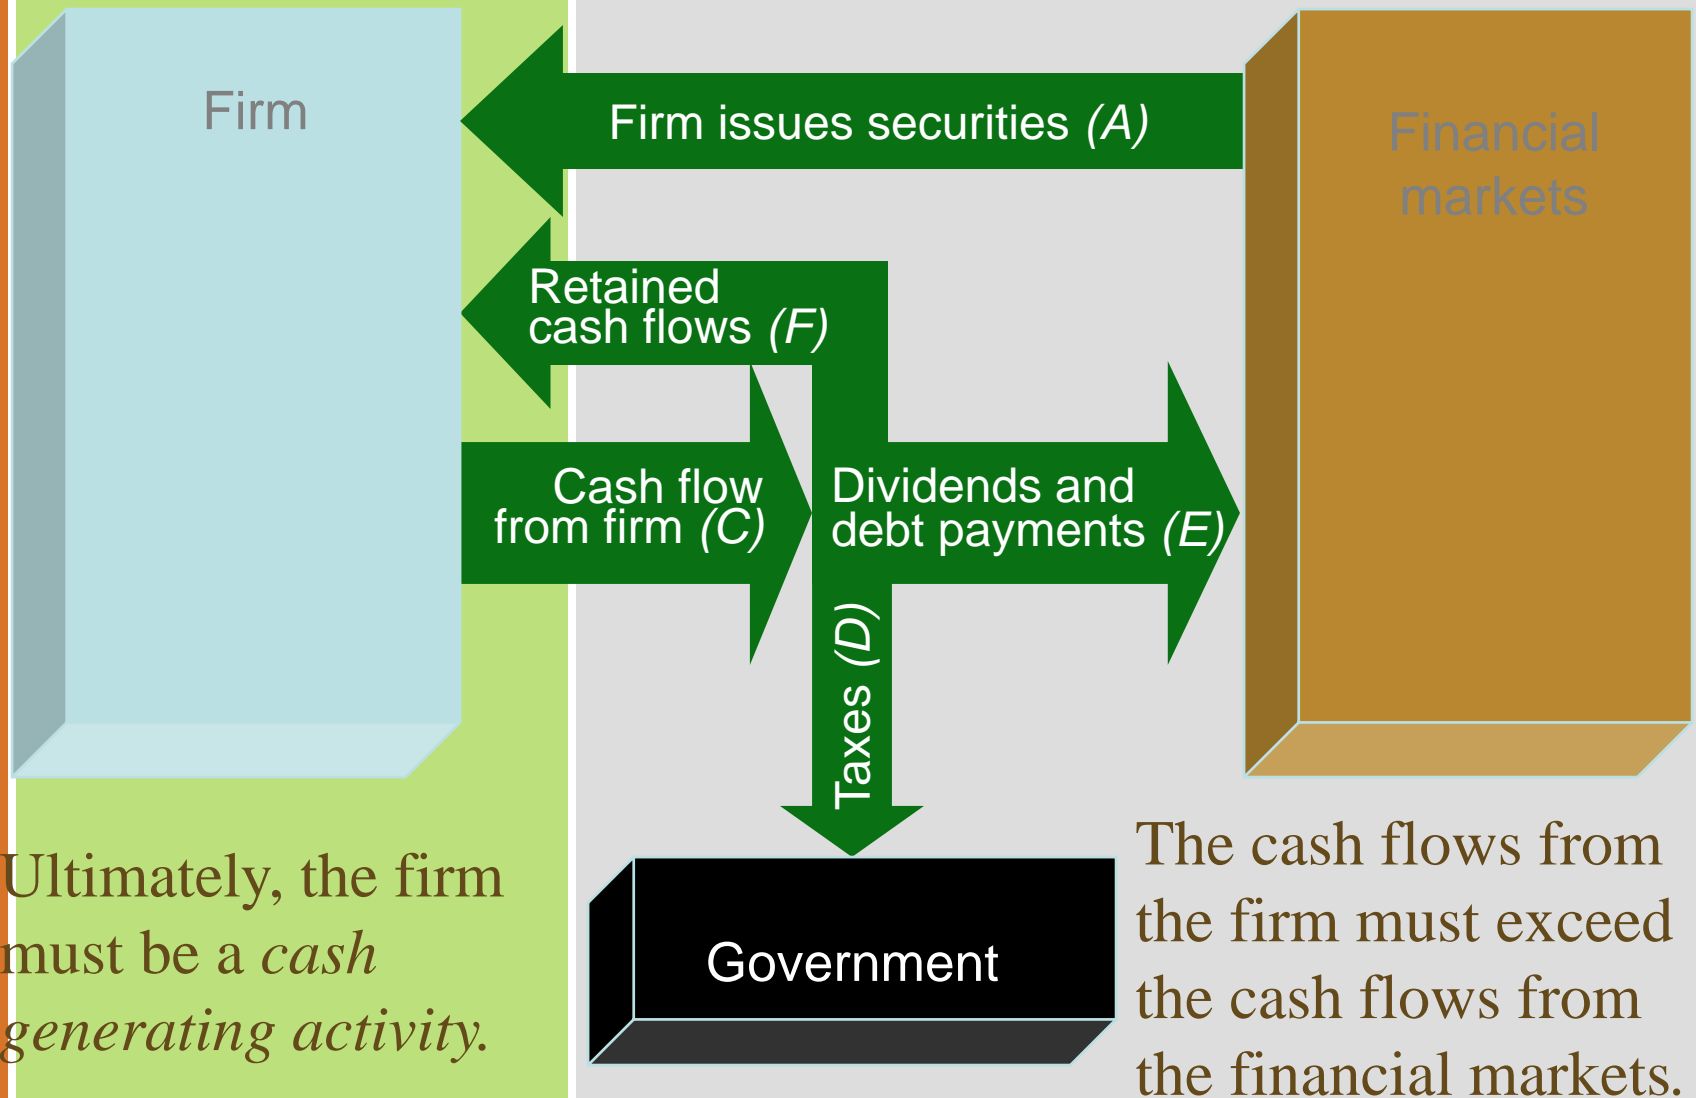 Firm
Firm issues securities (A)
Financial
markets
Retained
cash flows (F)
Cash flow
from firm (C)
Dividends and
debt payments (E)
Taxes (D)
Government
Ultimately, the firm
must be a cash
generating activity.
The cash flows from
the firm must exceed
the cash flows from
the financial markets.